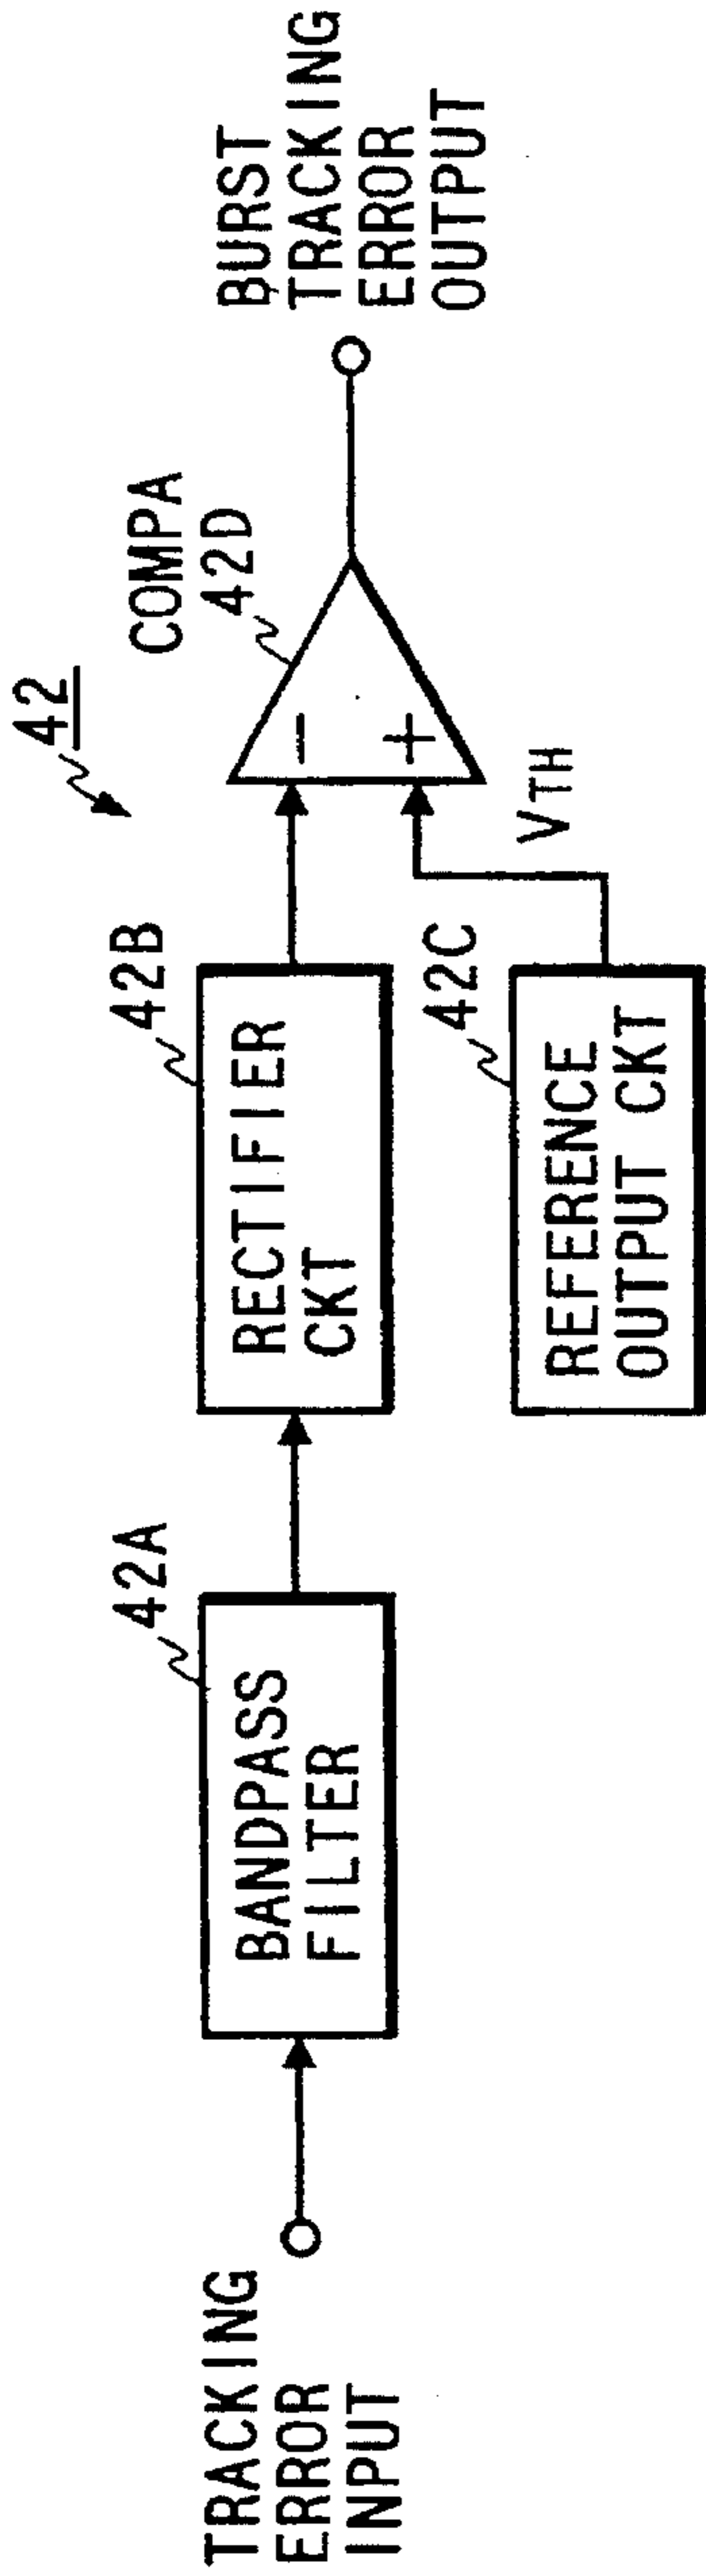 42
TRACKING
ERROR
INPUT
42A
BANDPASS
FILTER
42B
RECTIFIER
CKT
42C
REFERENCE
OUTPUT CKT
VTH
COMPA
42D
−
+
BURST
TRACKING
ERROR
OUTPUT